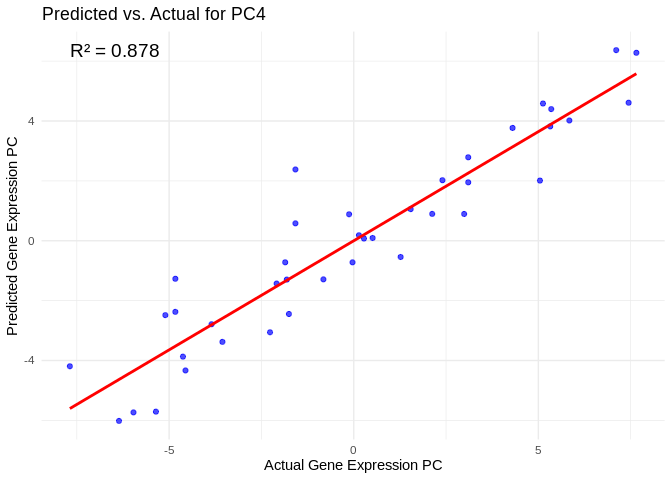 Predicted vs. Actual for PC4
R² = 0.878
Predicted Gene Expression PC
4
0
-4
-5
0
5
Actual Gene Expression PC